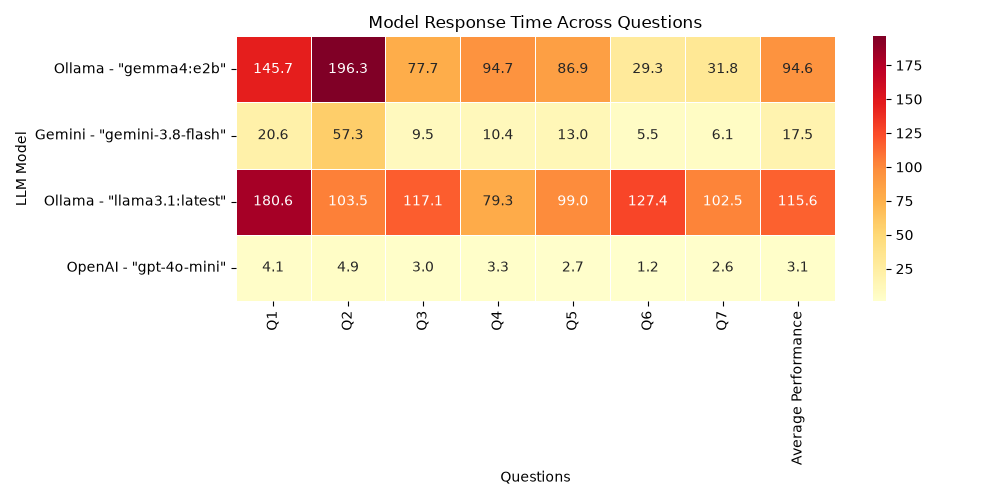 Model Response Time Across Questions
LLM Model
Ollama - "gemma4:e2b" 145.7 196.3 77.7 94.7 86.9 29.3 31.8 94.6
Gemini - "gemini-3.8-flash" 20.6 57.3 9.5 10.4 13.0 5.5 6.1 17.5
Ollama - "llama3.1:latest" 180.6 103.5 117.1 79.3 99.0 127.4 102.5 115.6
OpenAI - "gpt-4o-mini" 4.1 4.9 3.0 3.3 2.7 1.2 2.6 3.1
Q1 Q2 Q3 Q4 Q5 Q6 Q7 Average Performance
Questions
175
150
125
100
75
50
25